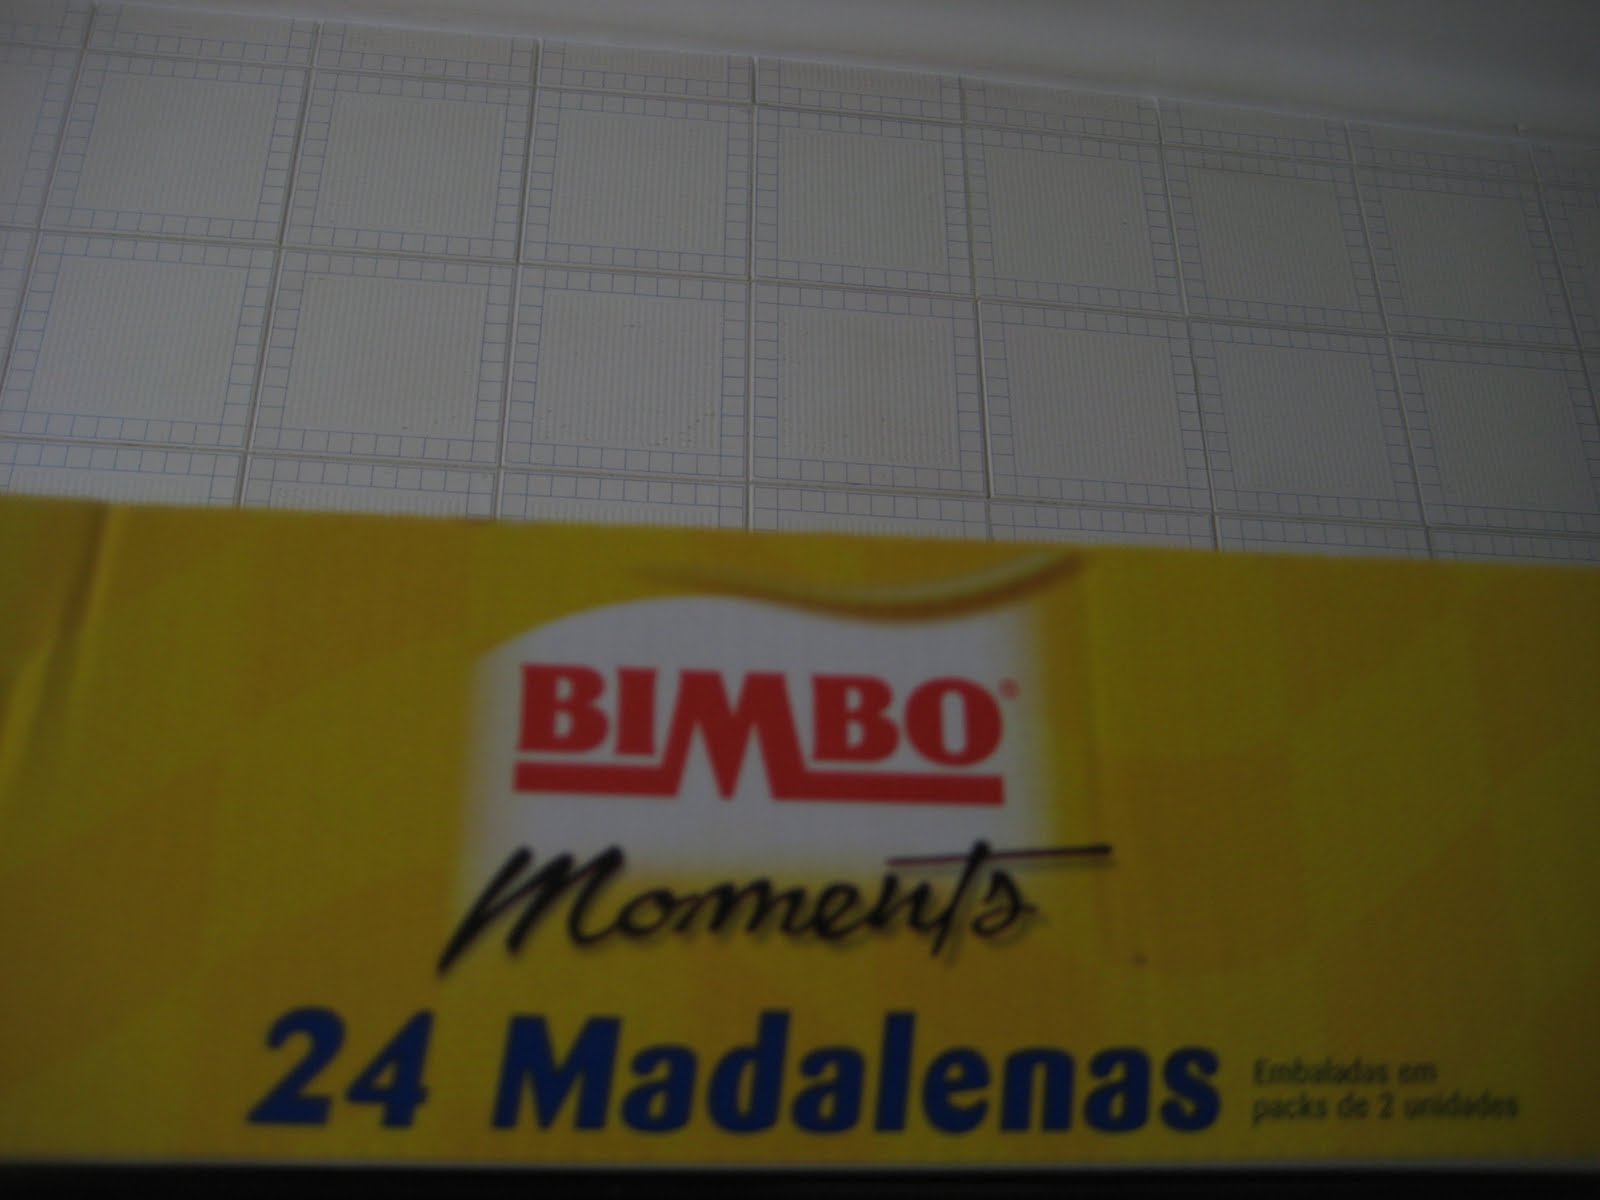 BIMBO®
Moments
24 Madalenas
Embaladas em
packs de 2 unidades